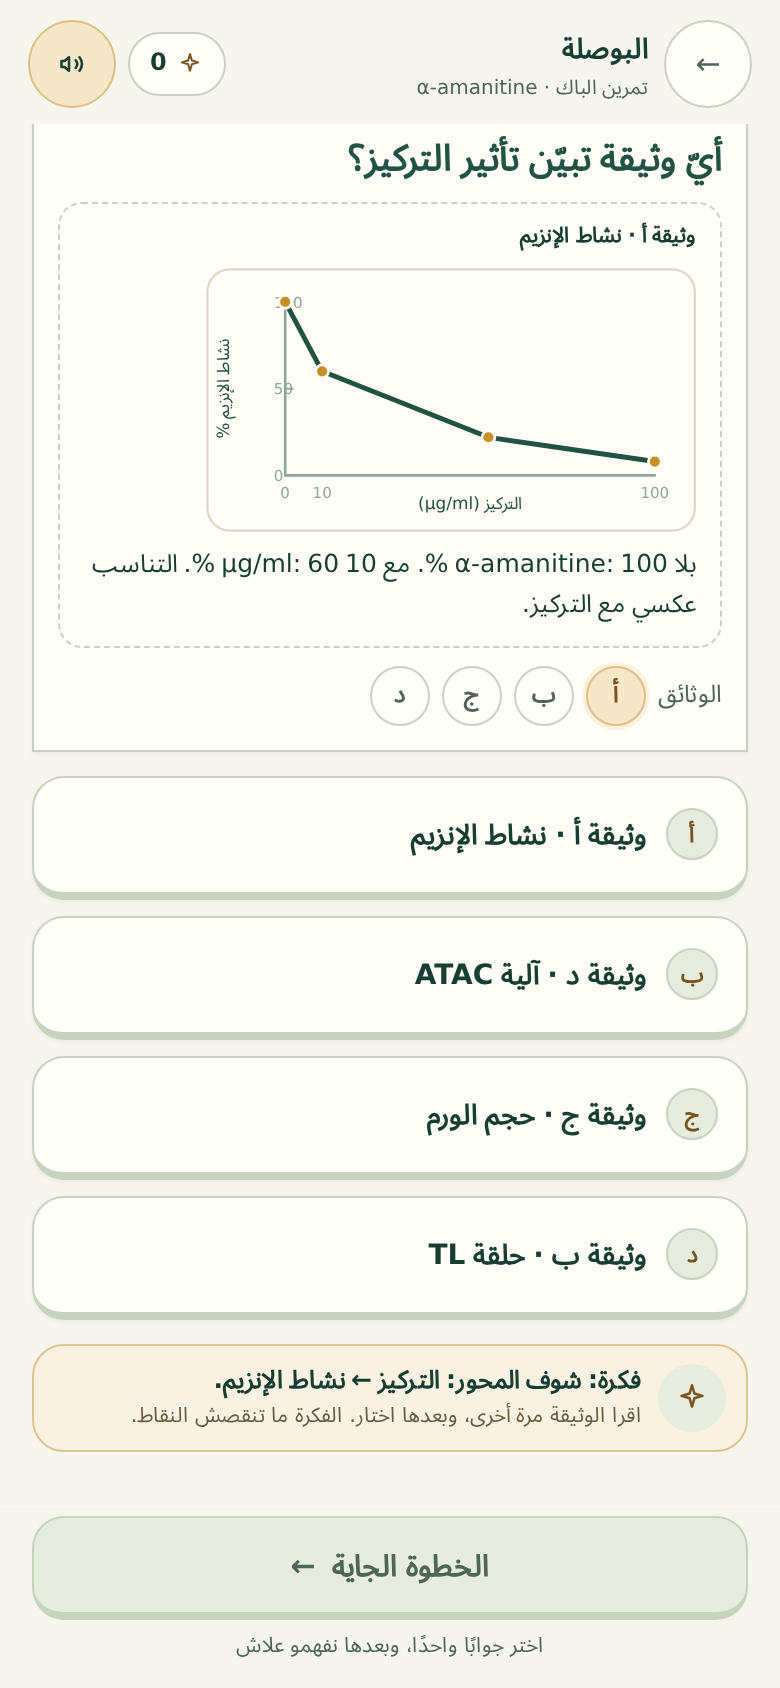 البوصلة
تمرين الباك · α-amanitine
0
أيّ وثيقة تبيّن تأثير التركيز؟
وثيقة أ · نشاط الإنزيم
نشاط الإنزيم %
100
50
0
0 10 100
التركيز (µg/ml)
بلا α-amanitine: 100 %. مع 10 µg/ml: 60 %. التناسب
عكسي مع التركيز.
الوثائق أ ب ج د
أ وثيقة أ · نشاط الإنزيم
ب وثيقة د · آلية ATAC
ج وثيقة ج · حجم الورم
د وثيقة ب · حلقة TL
فكرة: شوف المحور: التركيز ← نشاط الإنزيم.
اقرا الوثيقة مرة أخرى، وبعدها اختار. الفكرة ما تنقصش النقاط.
الخطوة الجاية ←
اختر جوابًا واحدًا، وبعدها نفهمو علاش